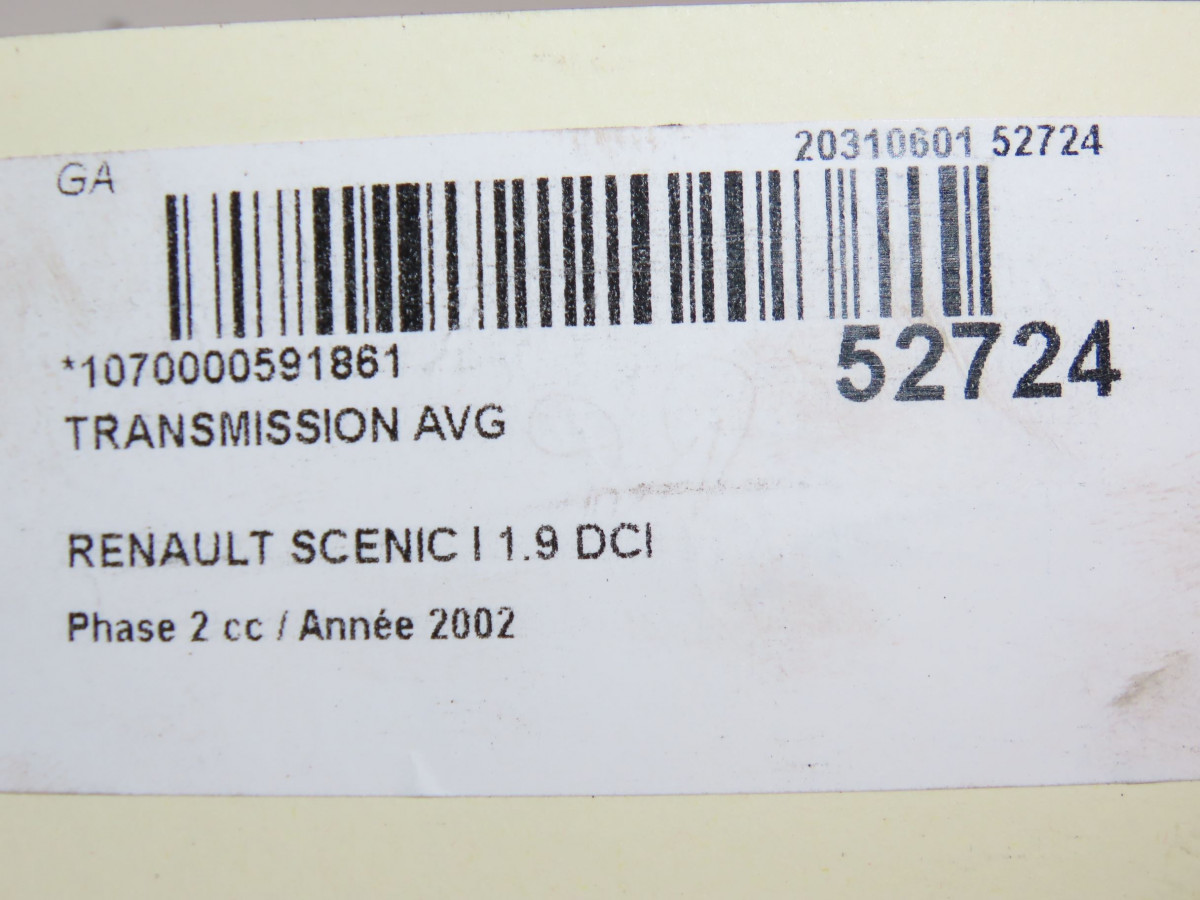 20310601 52724
GA
*1070000591861
52724
TRANSMISSION AVG
RENAULT SCENIC I 1.9 DCI
Phase 2 cc / Année 2002